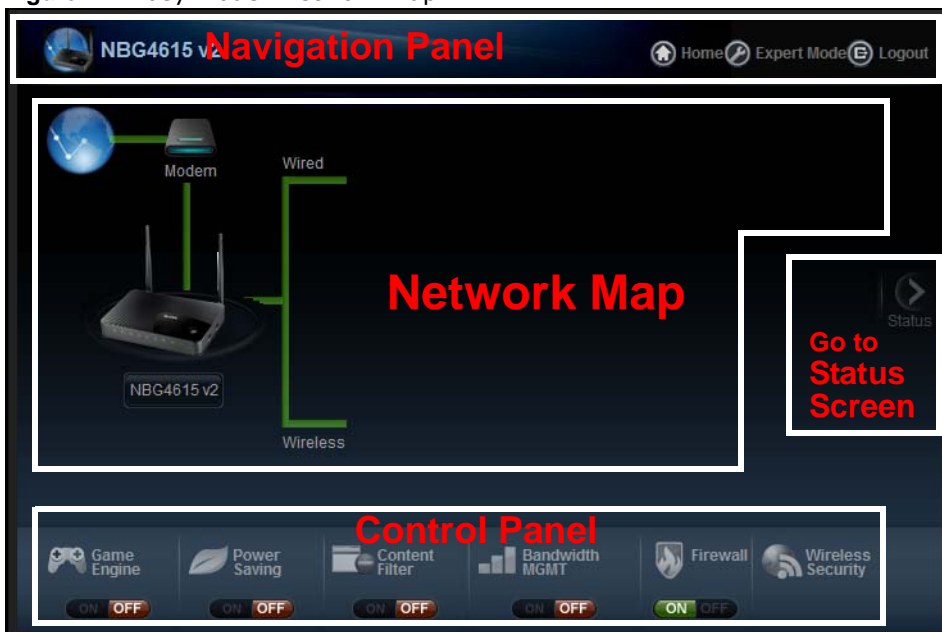 NBG4615 v2
Navigation Panel
Home
Expert Mode
Logout
Modem
Wired
Network Map
Status
Go to
Status
Screen
NBG4615 v2
Wireless
Control Panel
Game
Engine
Power
Saving
Content
Filter
Bandwidth
MGMT
Firewall
Wireless
Security
ON OFF
ON OFF
ON OFF
ON OFF
ON OFF